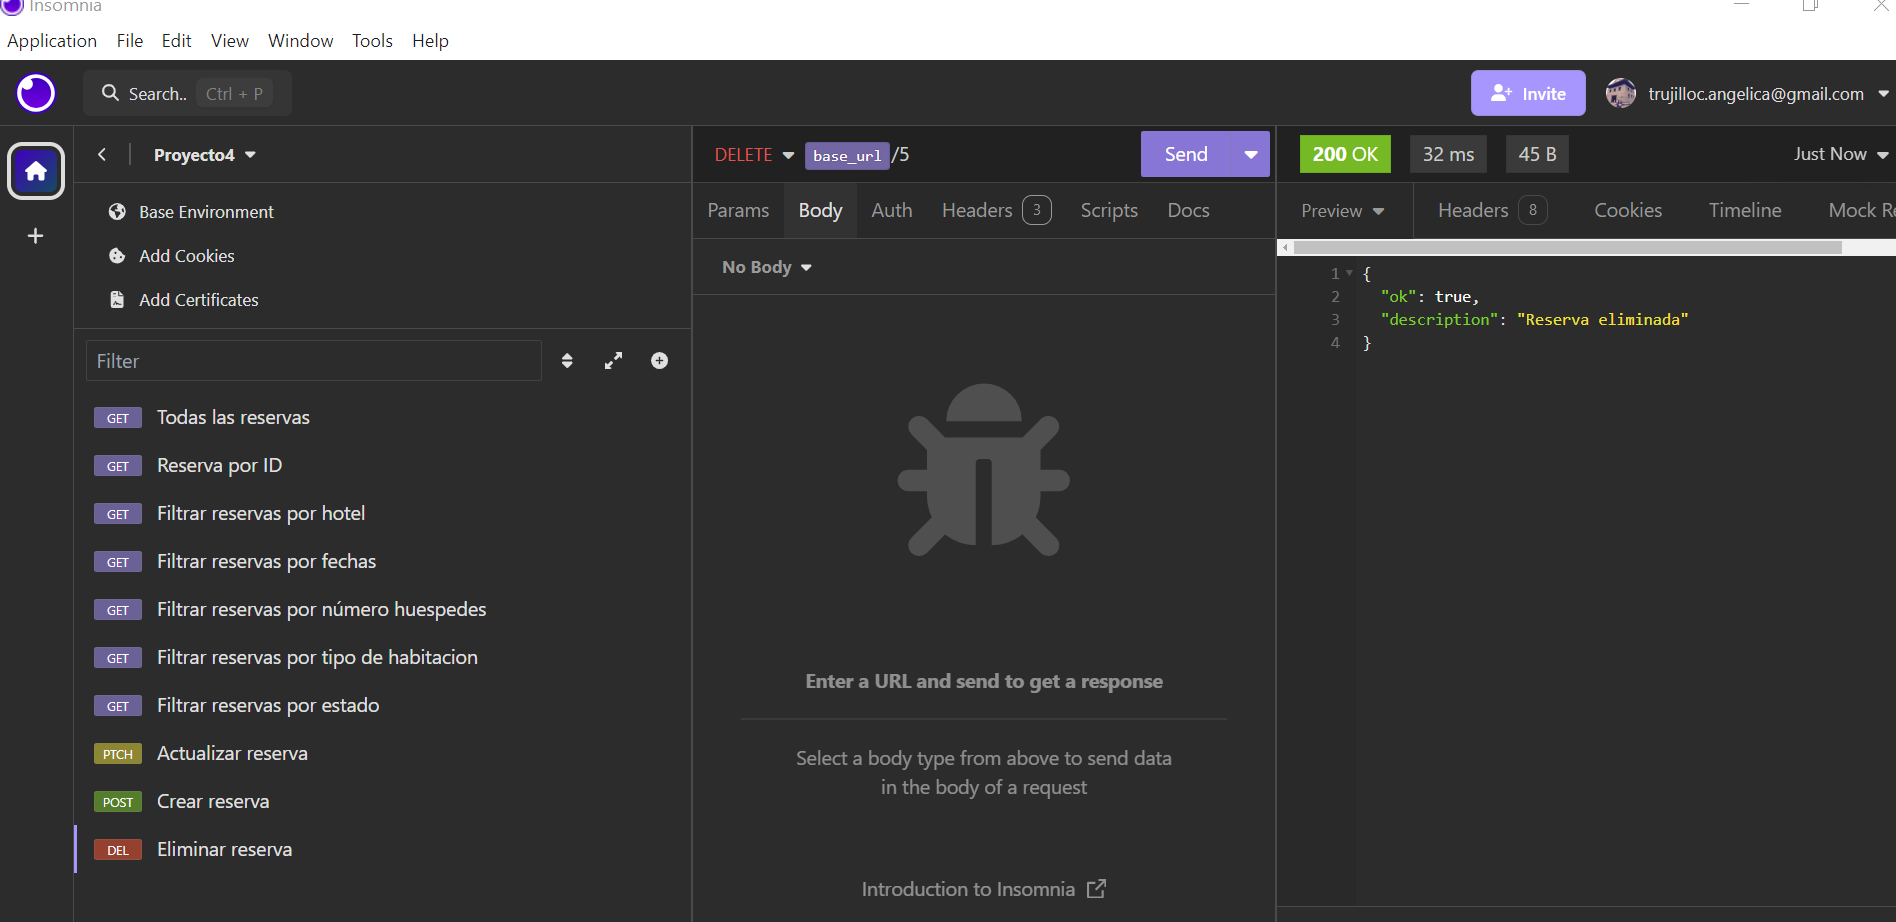 Insomnia
Application File Edit View Window Tools Help
Search.. Ctrl + P
Invite
trujilloc.angelica@gmail.com
Proyecto4
DELETE base_url /5
Send
200 OK 32 ms 45 B
Just Now
Base Environment
Add Cookies
Add Certificates
Params Body Auth Headers 3 Scripts Docs
Preview Headers 8 Cookies Timeline Mock Re
No Body
1 {
2 "ok": true,
3 "description": "Reserva eliminada"
4 }
Filter
GET Todas las reservas
GET Reserva por ID
GET Filtrar reservas por hotel
GET Filtrar reservas por fechas
GET Filtrar reservas por número huespedes
GET Filtrar reservas por tipo de habitacion
GET Filtrar reservas por estado
PTCH Actualizar reserva
POST Crear reserva
DEL Eliminar reserva
Enter a URL and send to get a response
Select a body type from above to send data
in the body of a request
Introduction to Insomnia